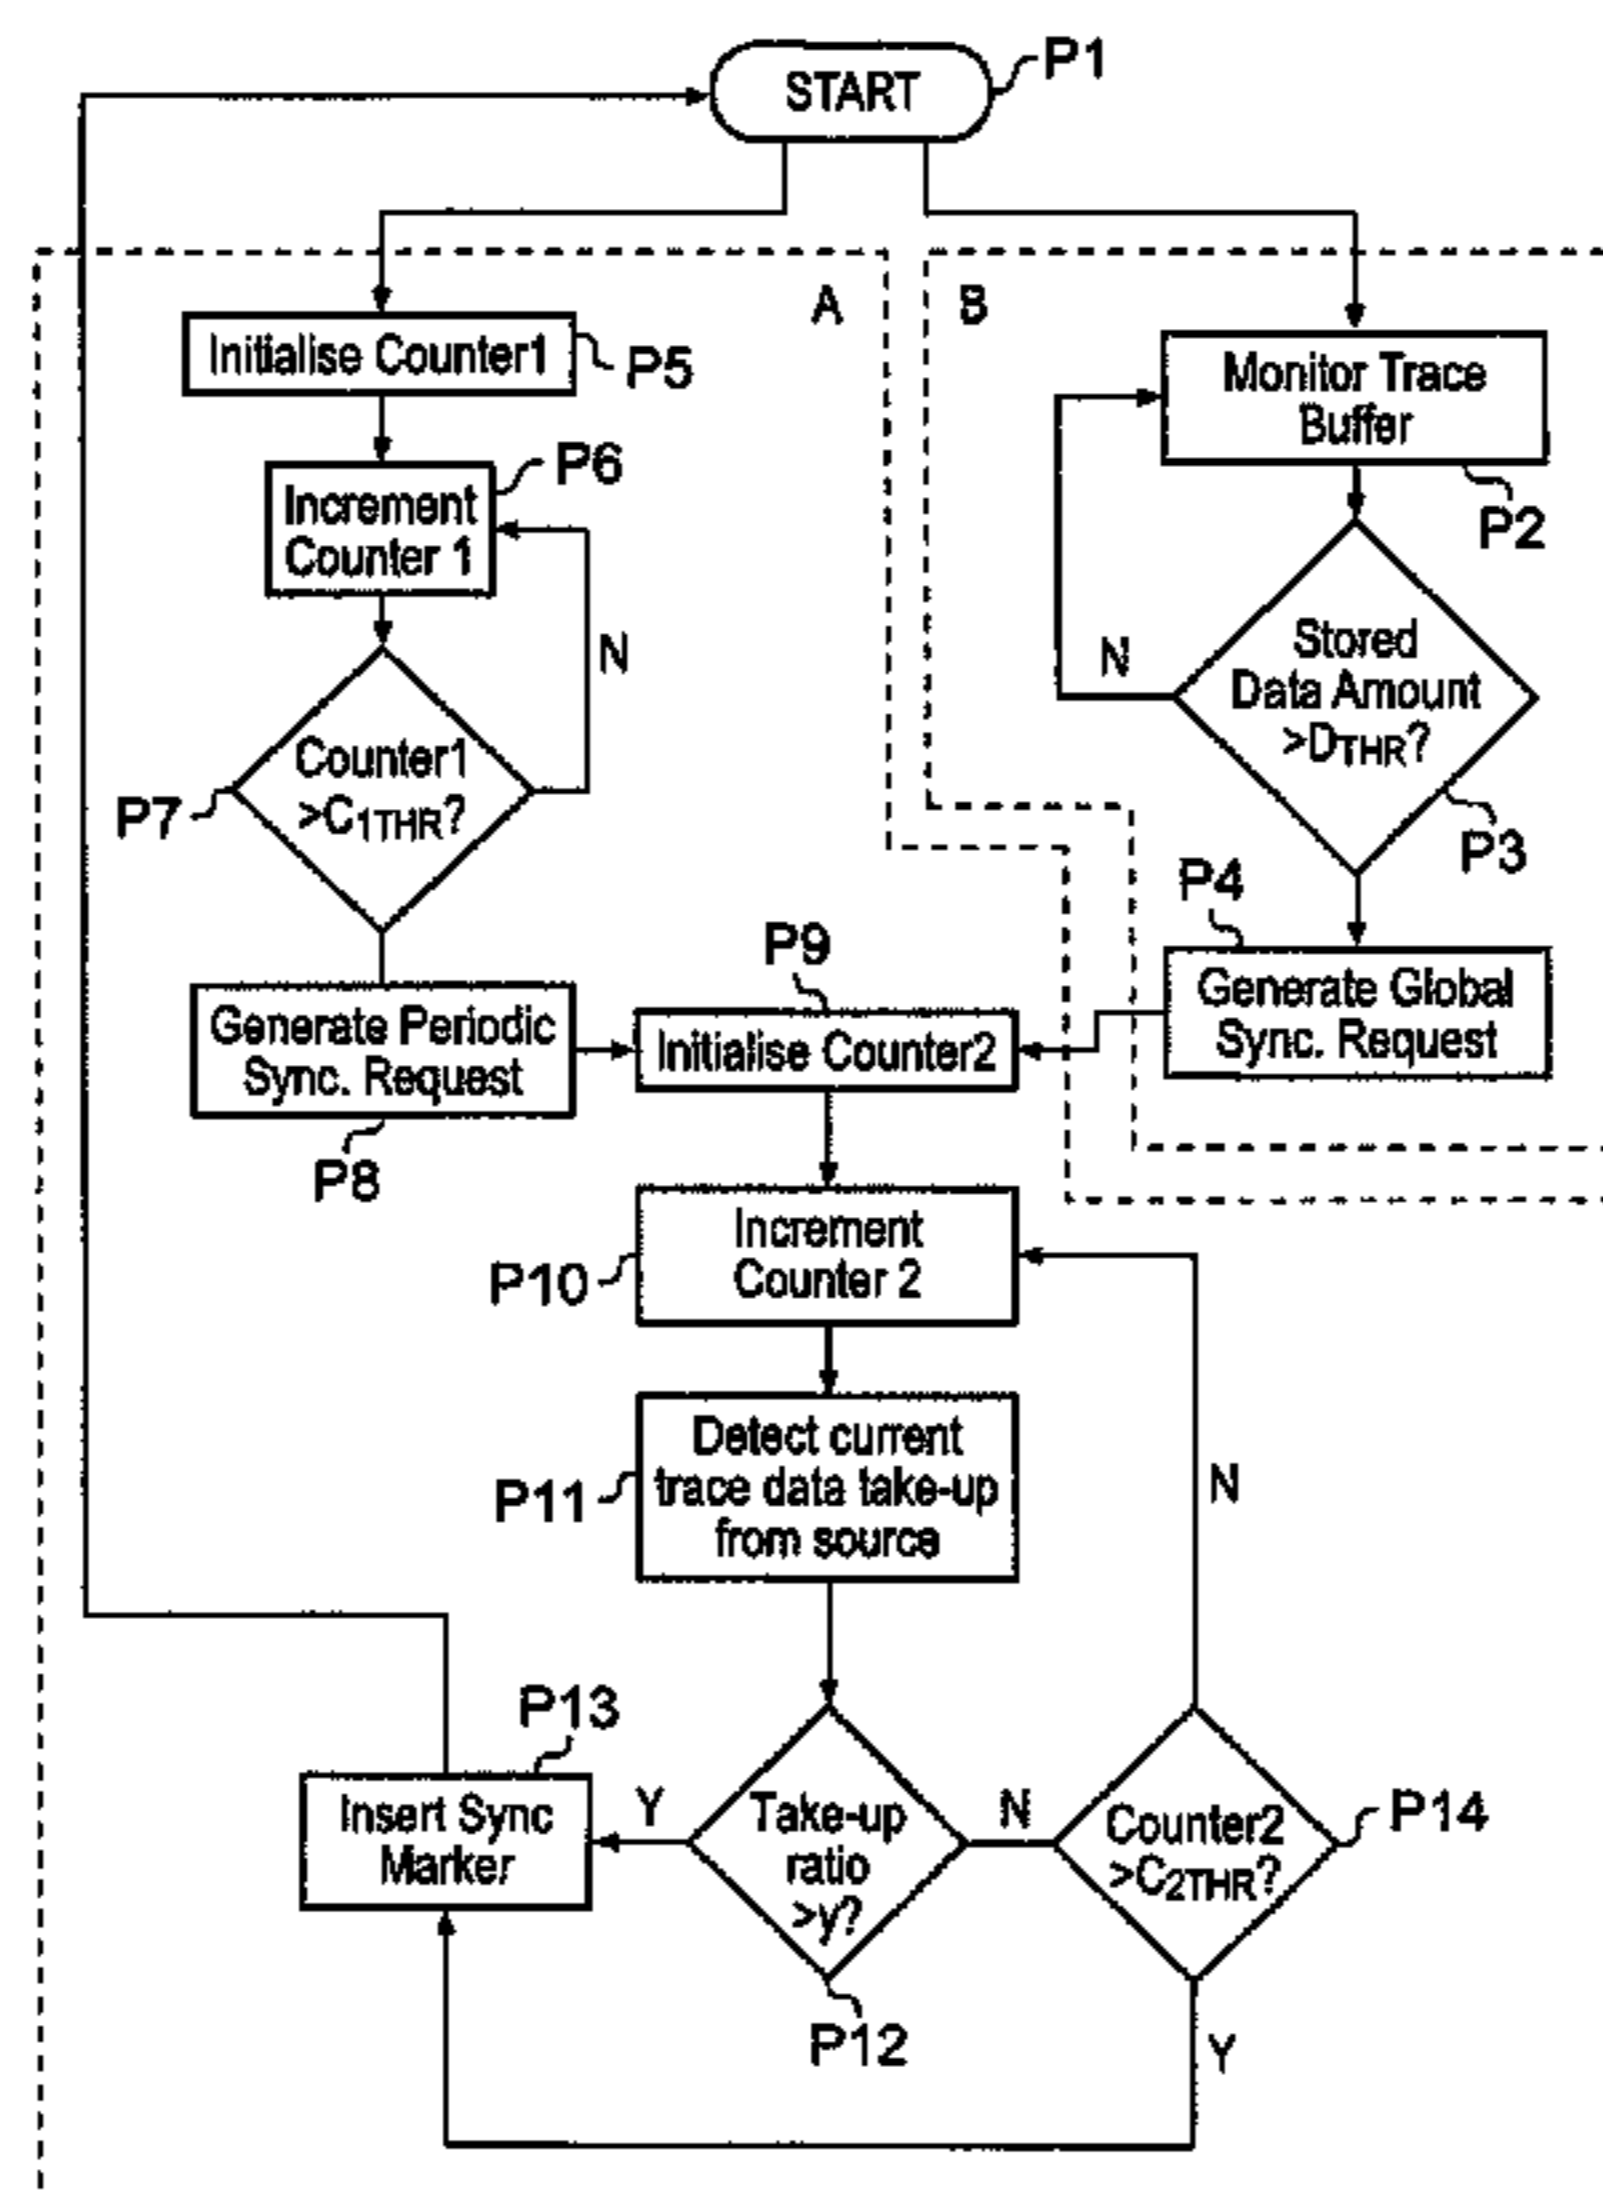 START
P1
A
B
Initialise Counter1
P5
Monitor Trace
Buffer
P2
P6
Increment
Counter 1
N
N
Stored
Data Amount
>DTHR?
P3
Counter1
>C1THR?
P7
P4
Generate Global
Sync. Request
P9
Generate Periodic
Sync. Request
P8
Initialise Counter2
Increment
Counter 2
P10
Detect current
trace data take-up
from source
P11
N
P13
Insert Sync
Marker
Y
Take-up
ratio
>y?
N
Counter2
>C2THR?
P14
P12
Y